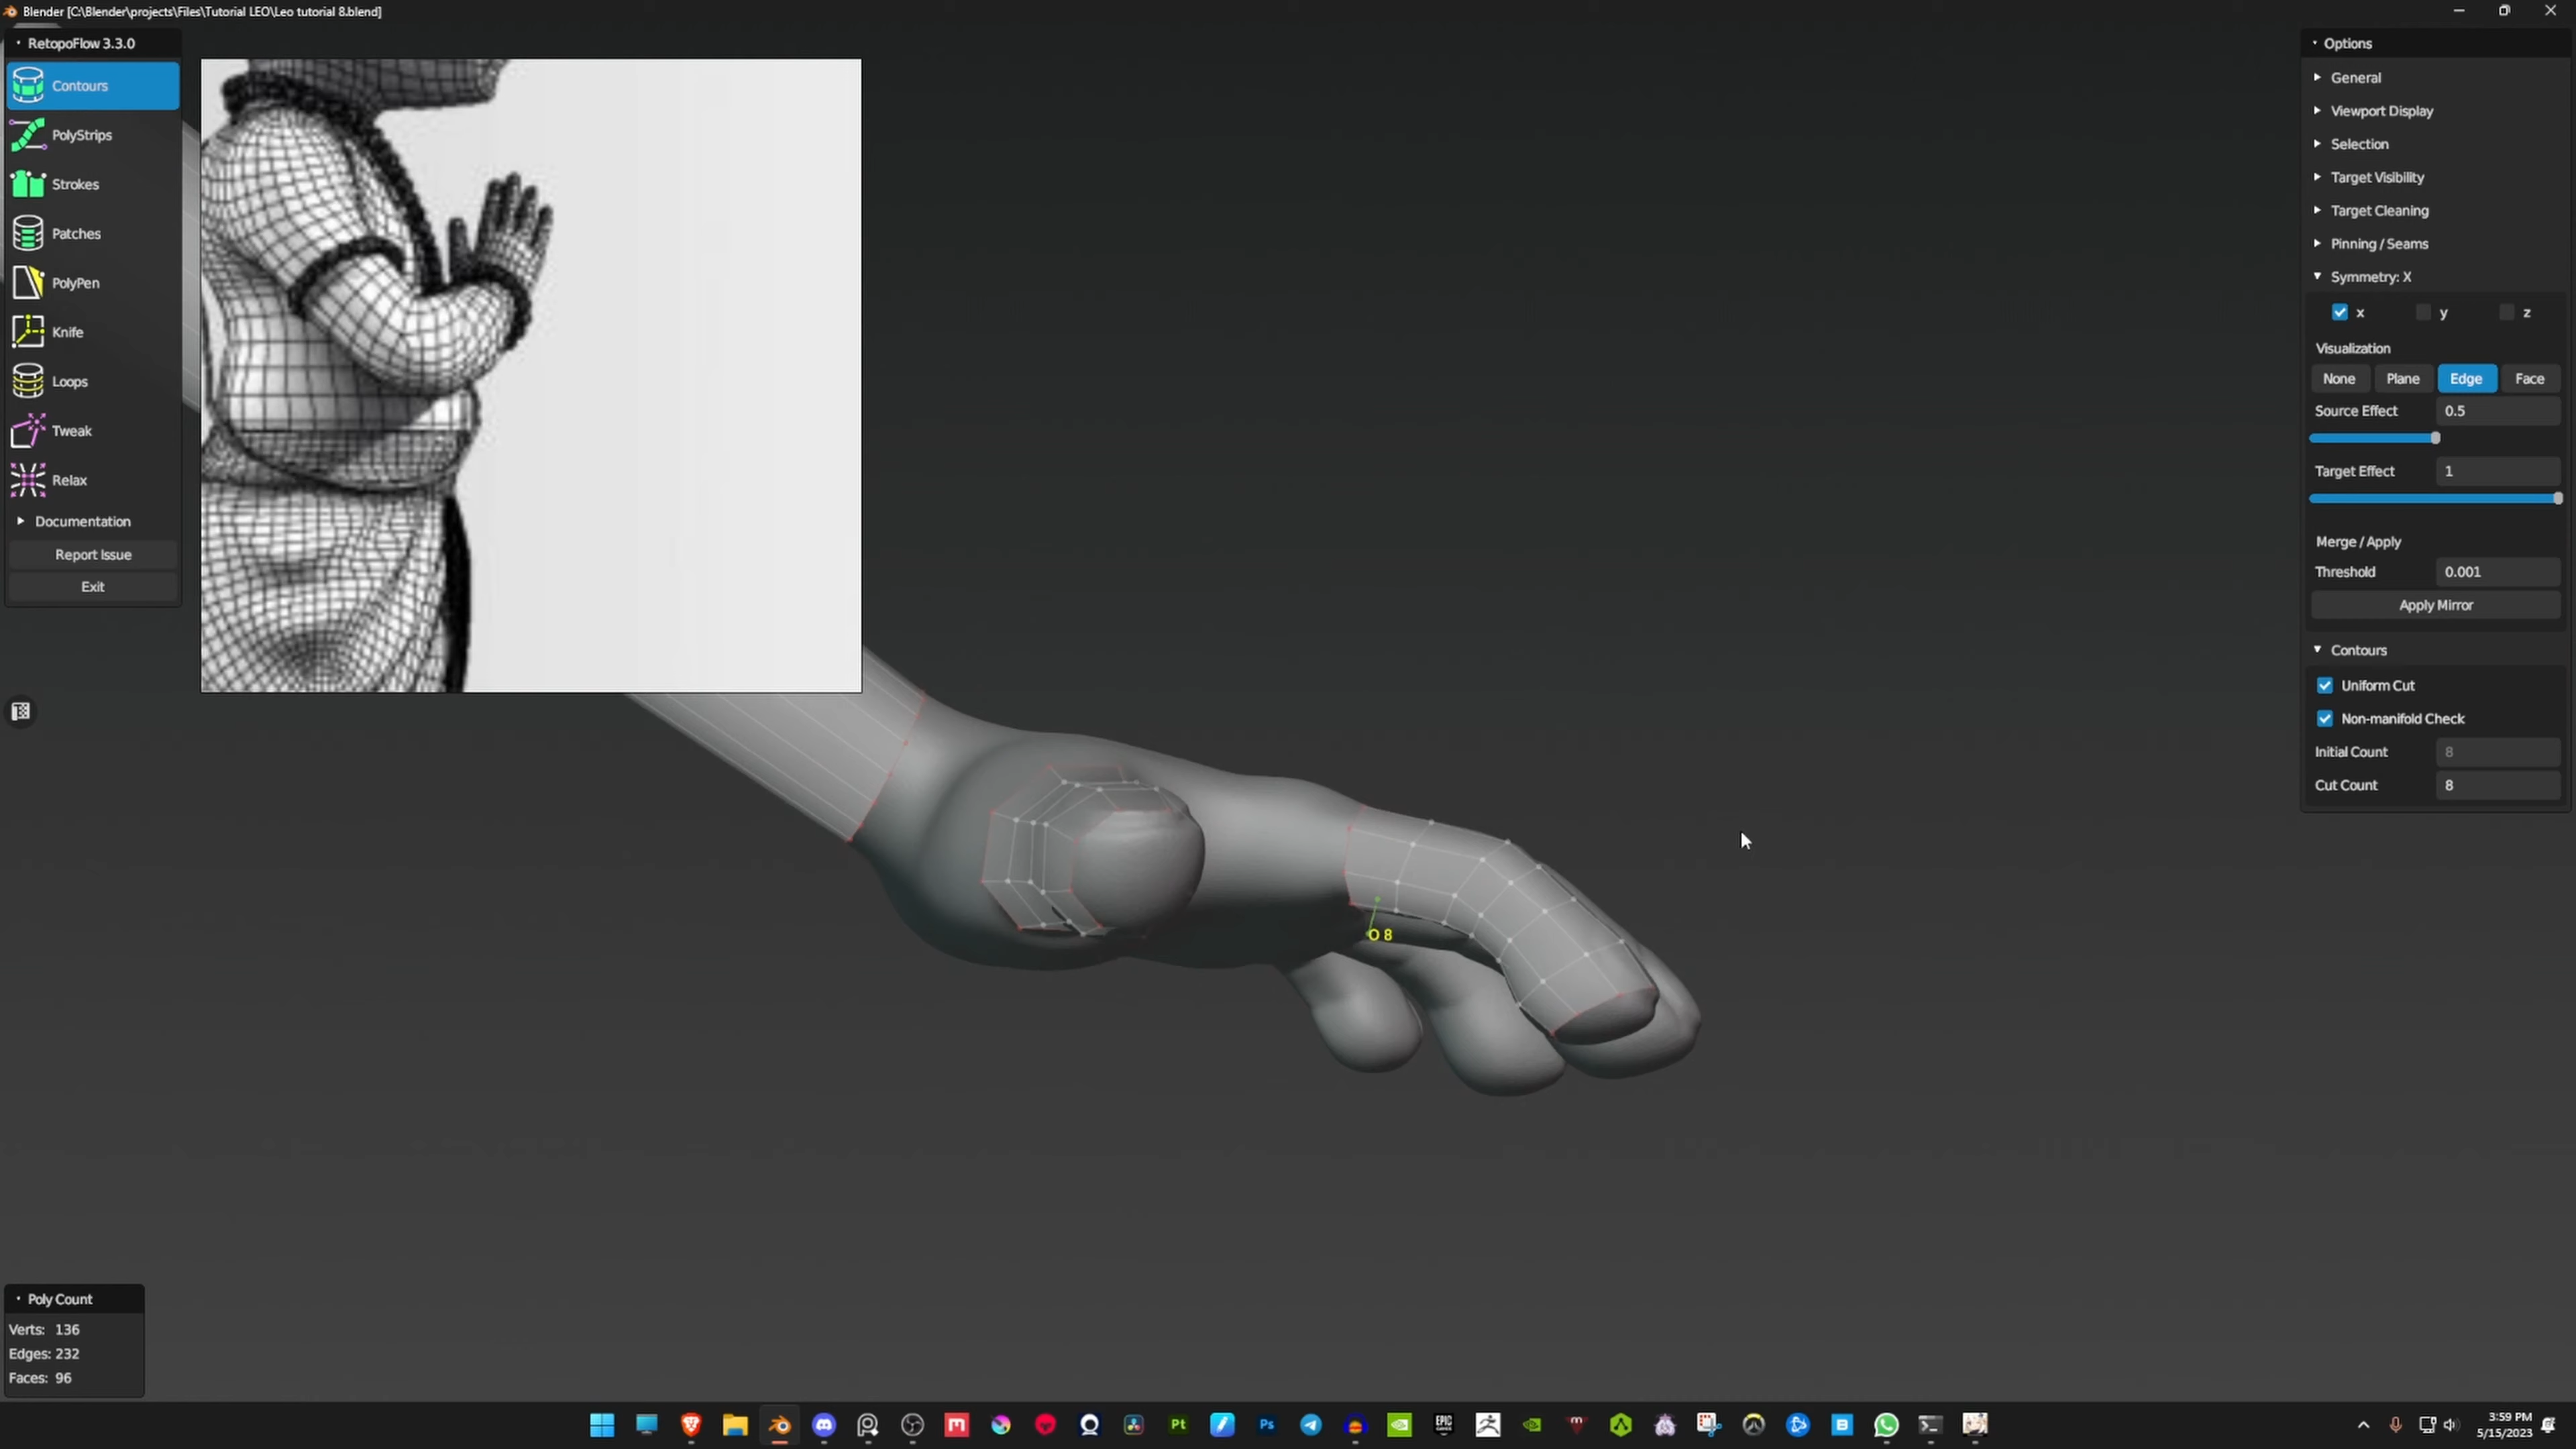 Blender [C:\Blender\projects\Files\Tutorial LEO\Leo tutorial 8.blend]
RetopoFlow 3.3.0
Contours
PolyStrips
Strokes
Patches
PolyPen
Knife
Loops
Tweak
Relax
Documentation
Report Issue
Exit
Options
General
Viewport Display
Selection
Target Visibility
Target Cleaning
Pinning / Seams
Symmetry: X
x y z
Visualization
None Plane Edge Face
Source Effect 0.5
Target Effect 1
Merge / Apply
Threshold 0.001
Apply Mirror
Contours
Uniform Cut
Non-manifold Check
Initial Count 8
Cut Count 8
O 8
Poly Count
Verts: 136
Edges: 232
Faces: 96
Pt
Ps
EPIC
GAMES
3:59 PM
5/15/2023